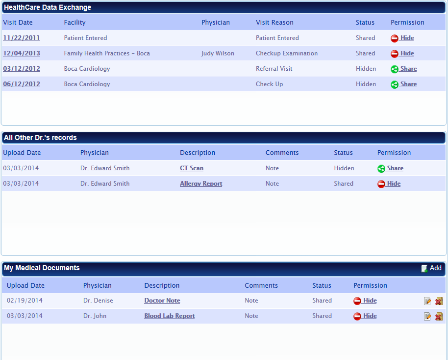 HealthCare Data Exchange
Visit Date Facility Physician Visit Reason Status Permission
11/22/2011 Patient Entered Patient Entered Shared Hide
12/04/2013 Family Health Practices - Boca Judy Wilson Checkup Examination Shared Hide
03/12/2012 Boca Cardiology Referral Visit Hidden Share
06/12/2012 Boca Cardiology Check Up Hidden Share
All Other Dr.'s records
Upload Date Physician Description Comments Status Permission
03/03/2014 Dr. Edward Smith CT Scan Note Hidden Share
03/03/2014 Dr. Edward Smith Allergy Report Note Shared Hide
My Medical Documents Add
Upload Date Physician Description Comments Status Permission
02/19/2014 Dr. Denise Doctor Note Note Shared Hide
03/03/2014 Dr. John Blood Lab Report Note Shared Hide